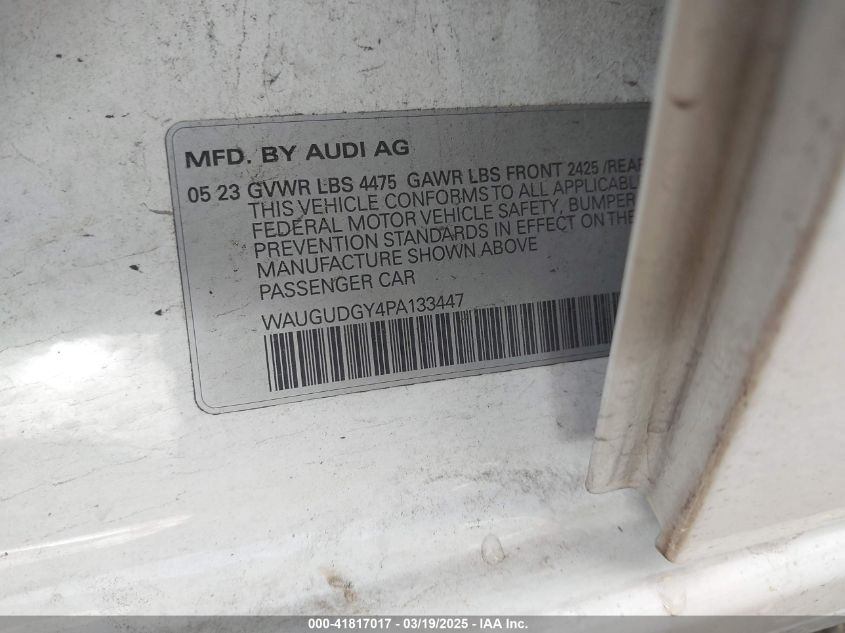 MFD. BY AUDI AG
05 23 GVWR LBS 4475 GAWR LBS FRONT 2425 /REAR
THIS VEHICLE CONFORMS TO ALL APPLICABLE
FEDERAL MOTOR VEHICLE SAFETY, BUMPER
PREVENTION STANDARDS IN EFFECT ON THE
MANUFACTURE SHOWN ABOVE
PASSENGER CAR
WAUGUDGY4PA133447
000-41817017 - 03/19/2025 - IAA Inc.